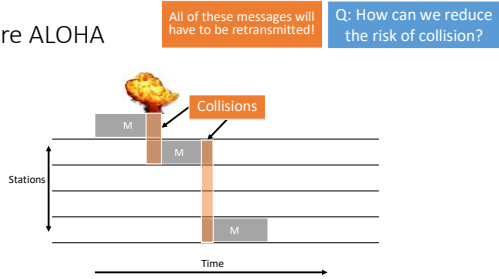 re ALOHA
All of these messages will
have to be retransmitted!
Q: How can we reduce
the risk of collision?
Collisions
M
M
Stations
M
Time